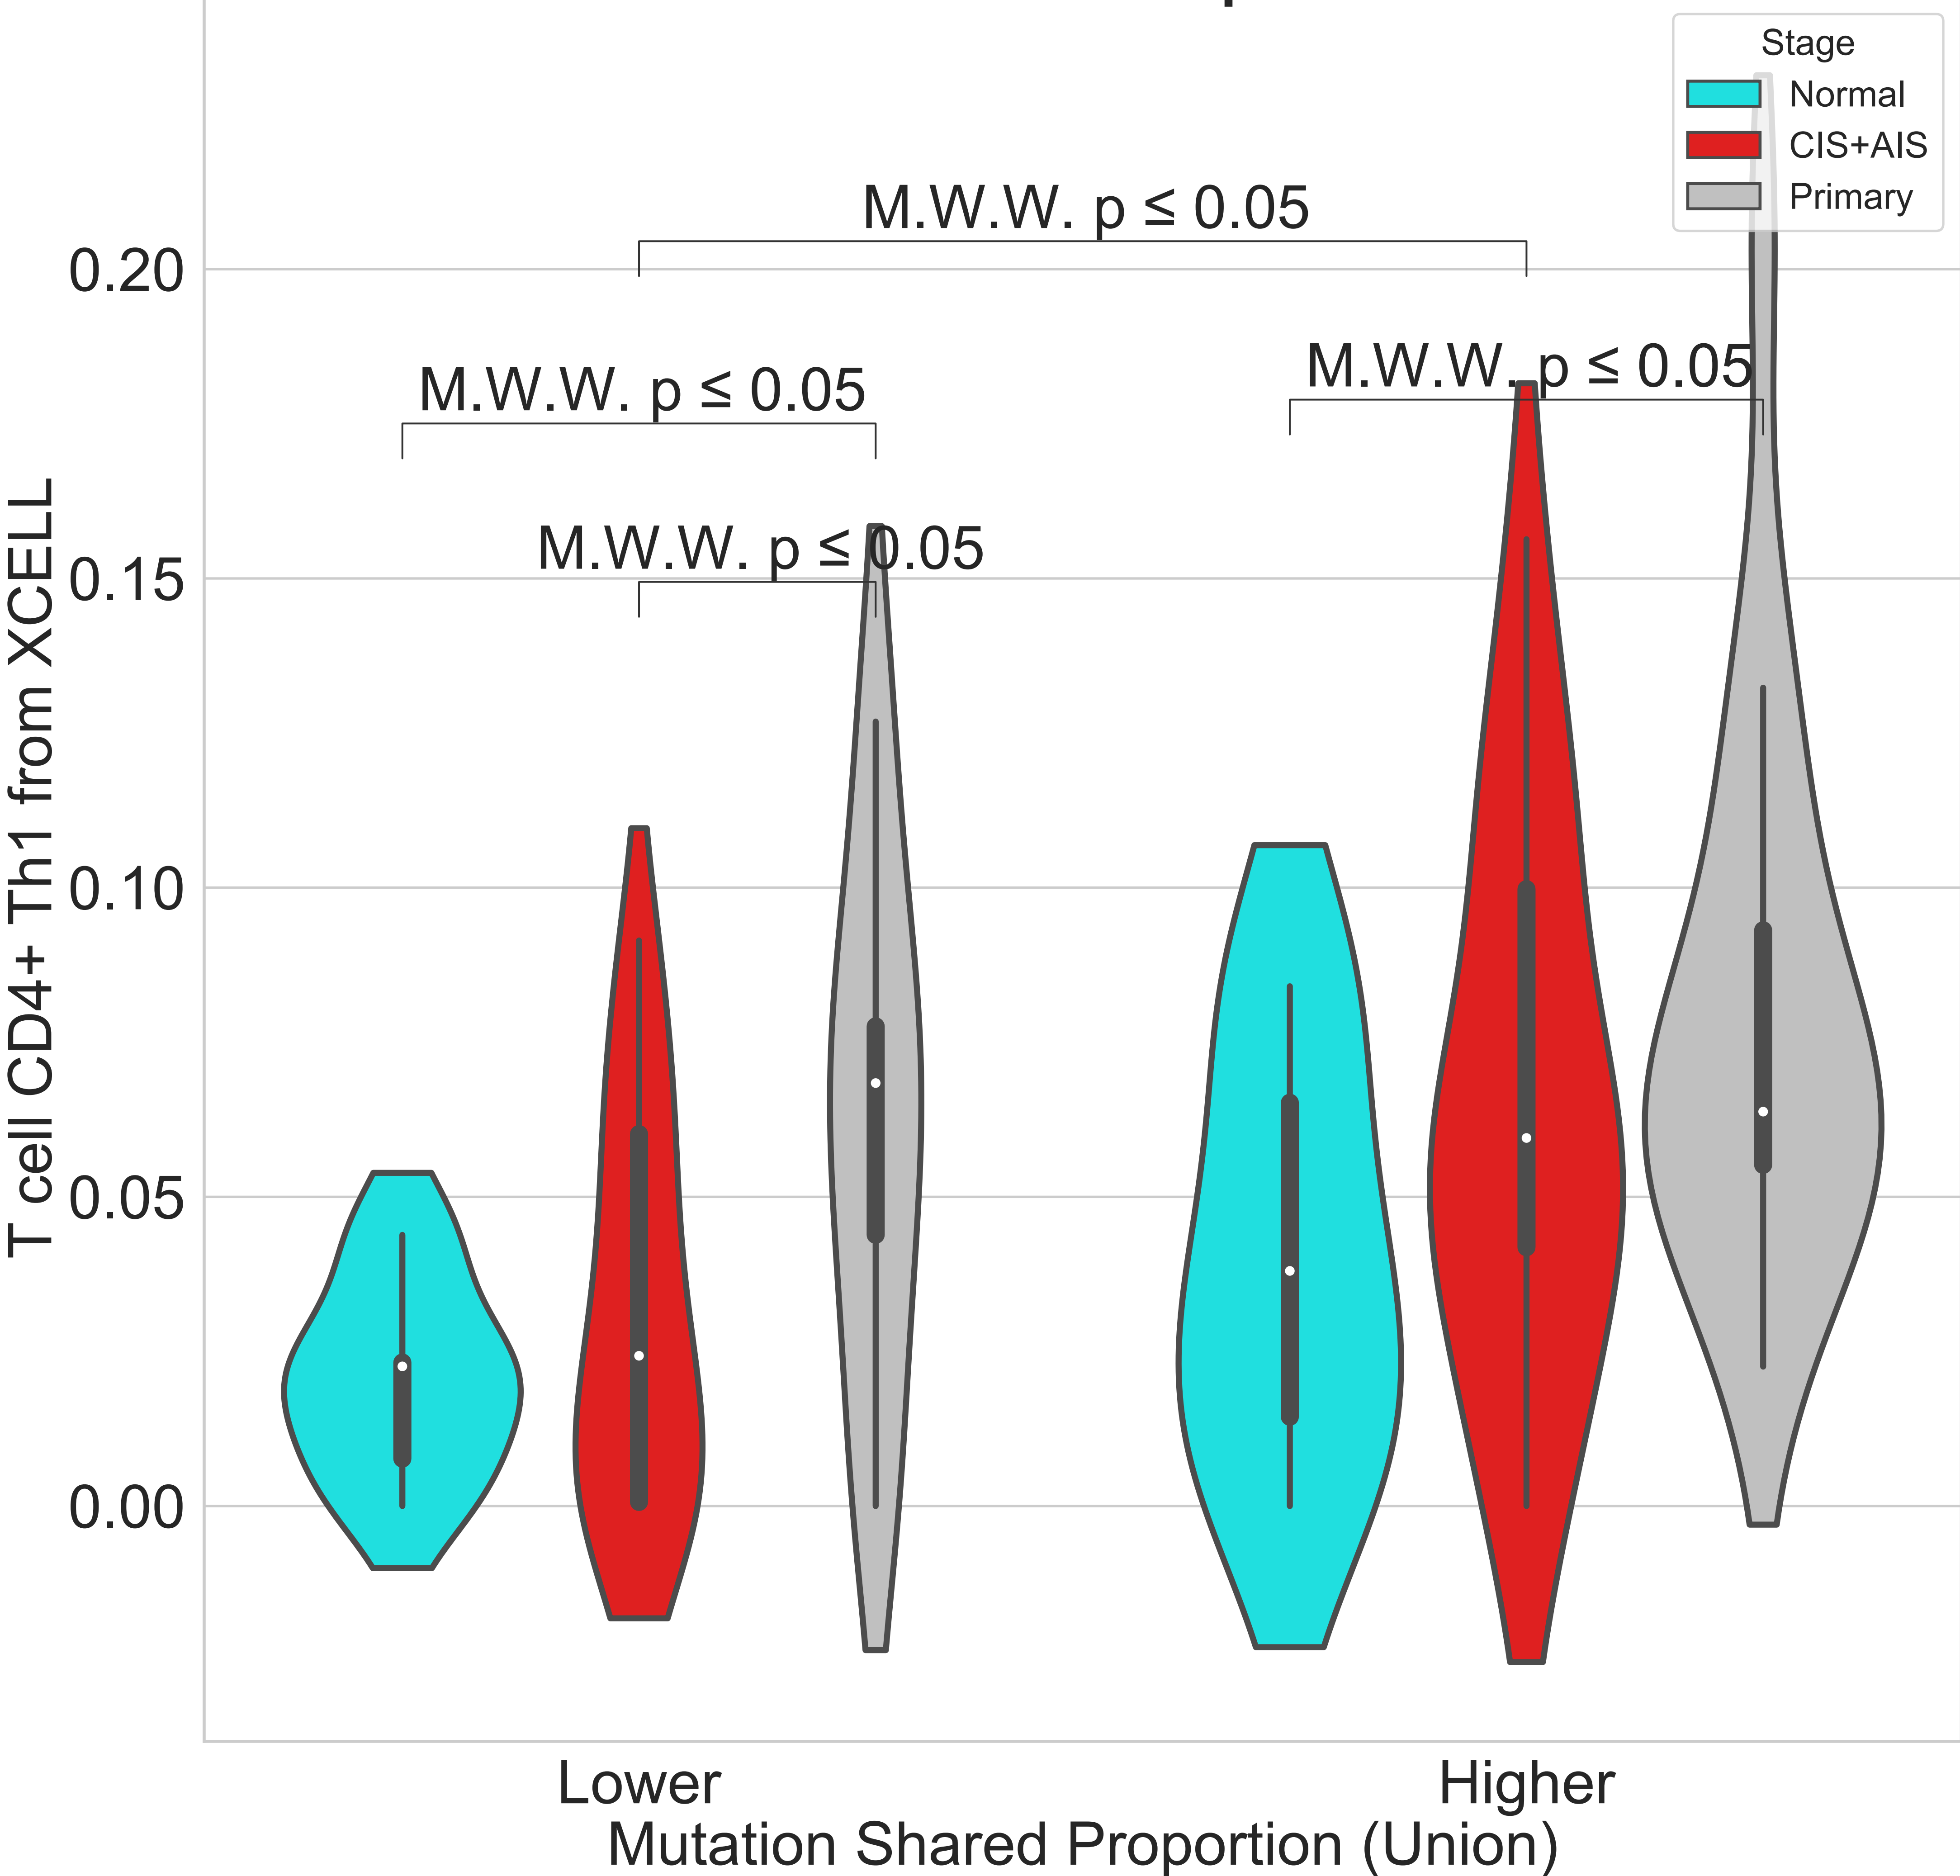 Stage
Normal
CIS+AIS
Primary
M.W.W. p ≤ 0.05
M.W.W. p ≤ 0.05
M.W.W. p ≤ 0.05
M.W.W. p ≤ 0.05
T cell CD4+ Th1 from XCELL
0.20
0.15
0.10
0.05
0.00
Lower
Higher
Mutation Shared Proportion (Union)